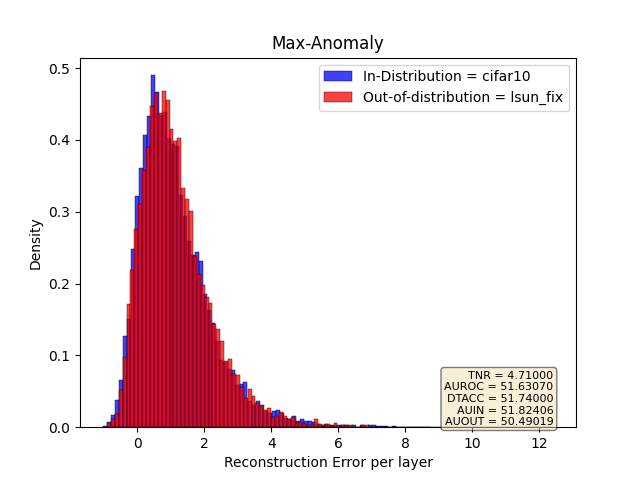 Max-Anomaly
In-Distribution = cifar10
Out-of-distribution = lsun_fix
Density
0.5
0.4
0.3
0.2
0.1
0.0
TNR = 4.71000
AUROC = 51.63070
DTACC = 51.74000
AUIN = 51.82406
AUOUT = 50.49019
0 2 4 6 8 10 12
Reconstruction Error per layer